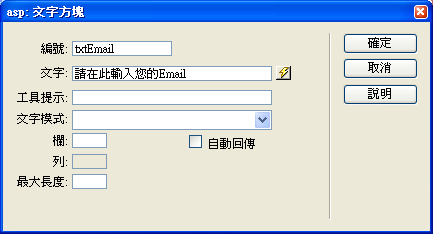 asp: 文字方塊
編號: txtEmail
確定
文字: 請在此輸入您的Email
取消
工具提示:
說明
文字模式:
欄:
自動回傳
列:
最大長度: